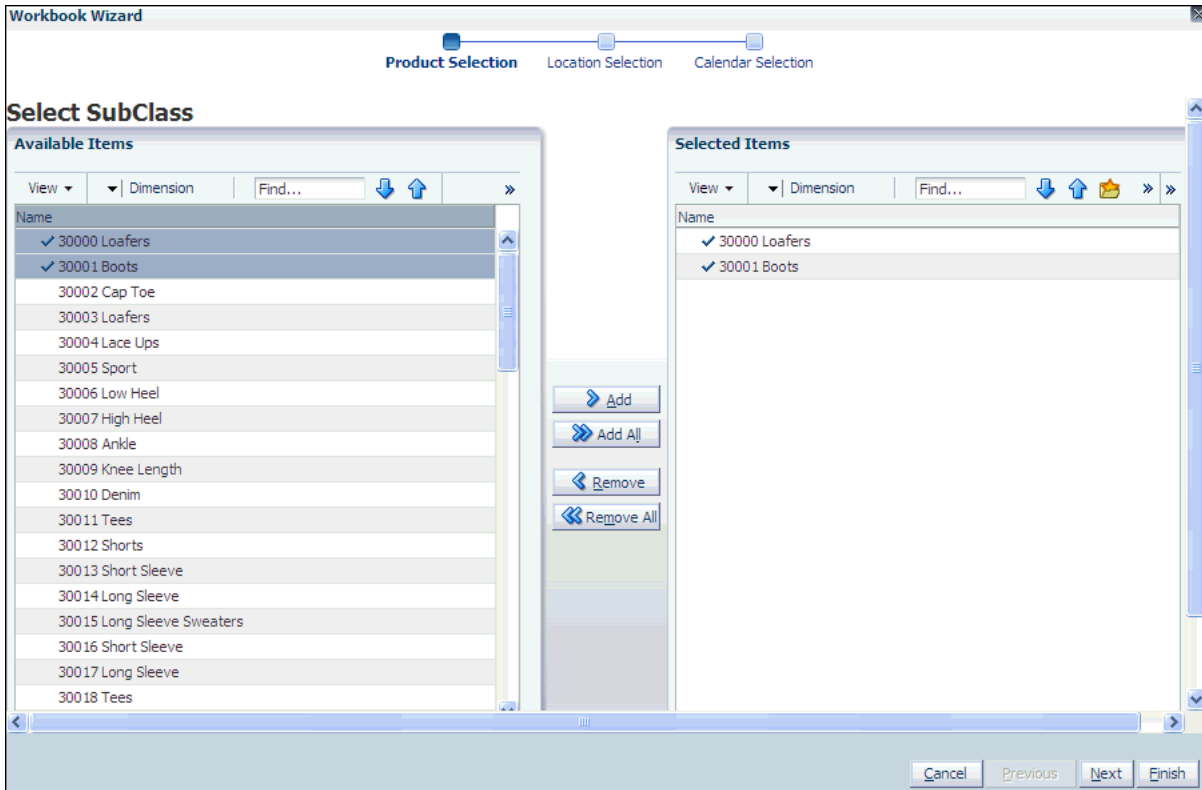 Workbook Wizard
Product Selection
Location Selection
Calendar Selection
Select SubClass
Available Items
View
Dimension
Find...
Name
30000 Loafers
30001 Boots
30002 Cap Toe
30003 Loafers
30004 Lace Ups
30005 Sport
30006 Low Heel
30007 High Heel
30008 Ankle
30009 Knee Length
30010 Denim
30011 Tees
30012 Shorts
30013 Short Sleeve
30014 Long Sleeve
30015 Long Sleeve Sweaters
30016 Short Sleeve
30017 Long Sleeve
30018 Tees
Add
Add All
Remove
Remove All
Selected Items
View
Dimension
Find...
Name
30000 Loafers
30001 Boots
Cancel
Previous
Next
Finish